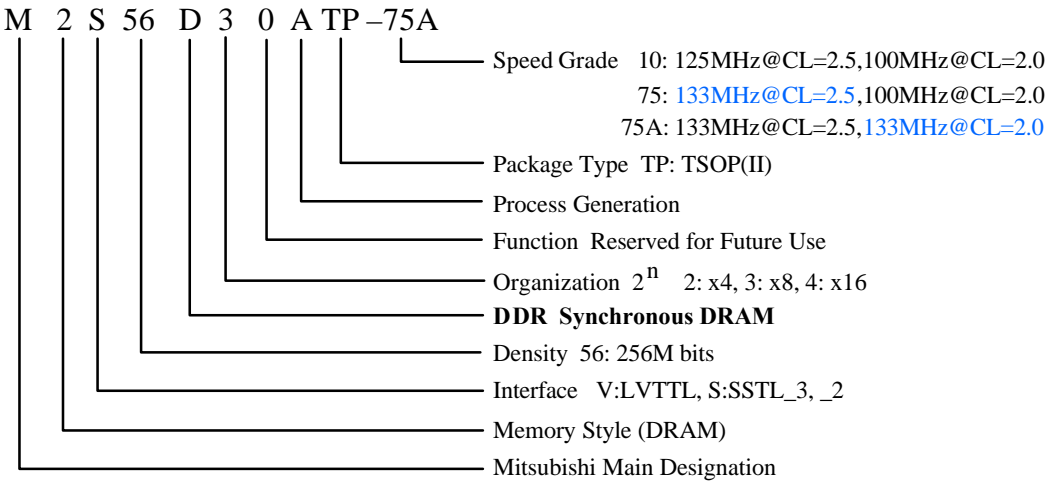 M 2 S 56 D 3 0 A TP –75A
Speed Grade 10: 125MHz@CL=2.5,100MHz@CL=2.0
75: 133MHz@CL=2.5,100MHz@CL=2.0
75A: 133MHz@CL=2.5,133MHz@CL=2.0
Package Type TP: TSOP(II)
Process Generation
Function Reserved for Future Use
Organization 2n 2: x4, 3: x8, 4: x16
DDR Synchronous DRAM
Density 56: 256M bits
Interface V:LVTTL, S:SSTL_3, _2
Memory Style (DRAM)
Mitsubishi Main Designation